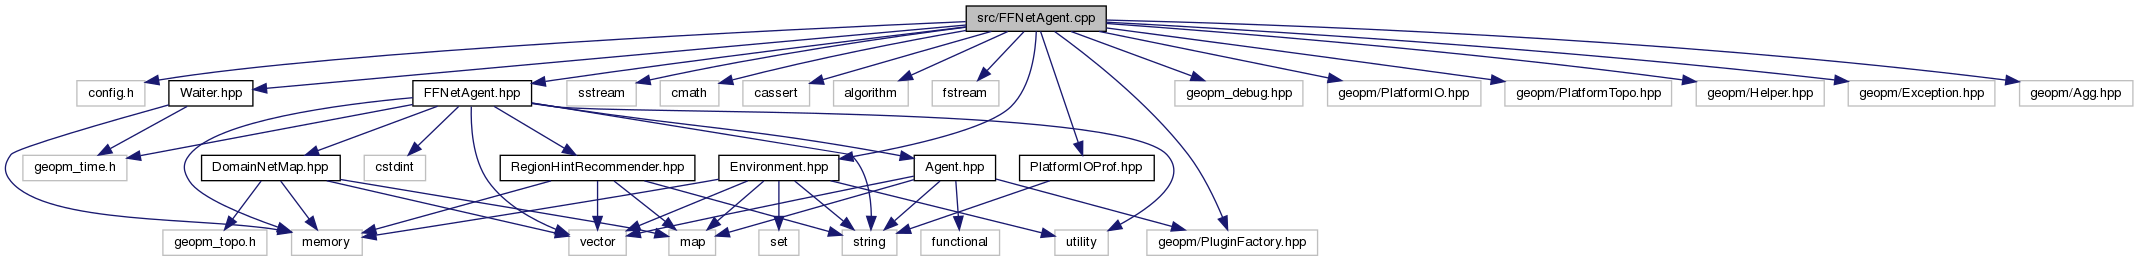 src/FFNetAgent.cpp
config.h
Waiter.hpp
FFNetAgent.hpp
sstream
cmath
cassert
algorithm
fstream
geopm_debug.hpp
geopm/PlatformIO.hpp
geopm/PlatformTopo.hpp
geopm/Helper.hpp
geopm/Exception.hpp
geopm/Agg.hpp
geopm_time.h
DomainNetMap.hpp
cstdint
RegionHintRecommender.hpp
Environment.hpp
Agent.hpp
PlatformIOProf.hpp
geopm_topo.h
memory
vector
map
set
string
functional
utility
geopm/PluginFactory.hpp